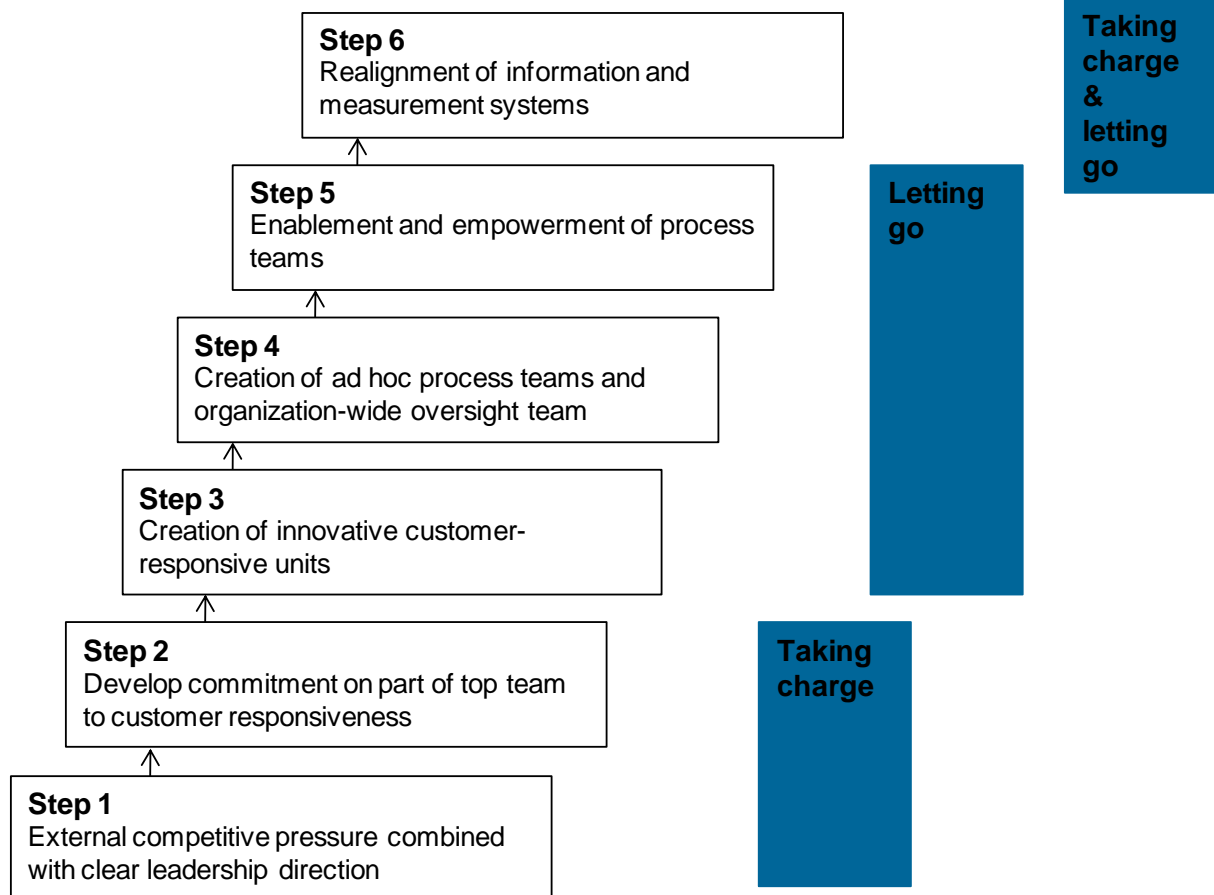 Step 6
Realignment of information and
measurement systems
Taking
charge
&
letting
go
Step 5
Enablement and empowerment of process
teams
Letting
go
Step 4
Creation of ad hoc process teams and
organization-wide oversight team
Step 3
Creation of innovative customer-
responsive units
Step 2
Develop commitment on part of top team
to customer responsiveness
Taking
charge
Step 1
External competitive pressure combined
with clear leadership direction